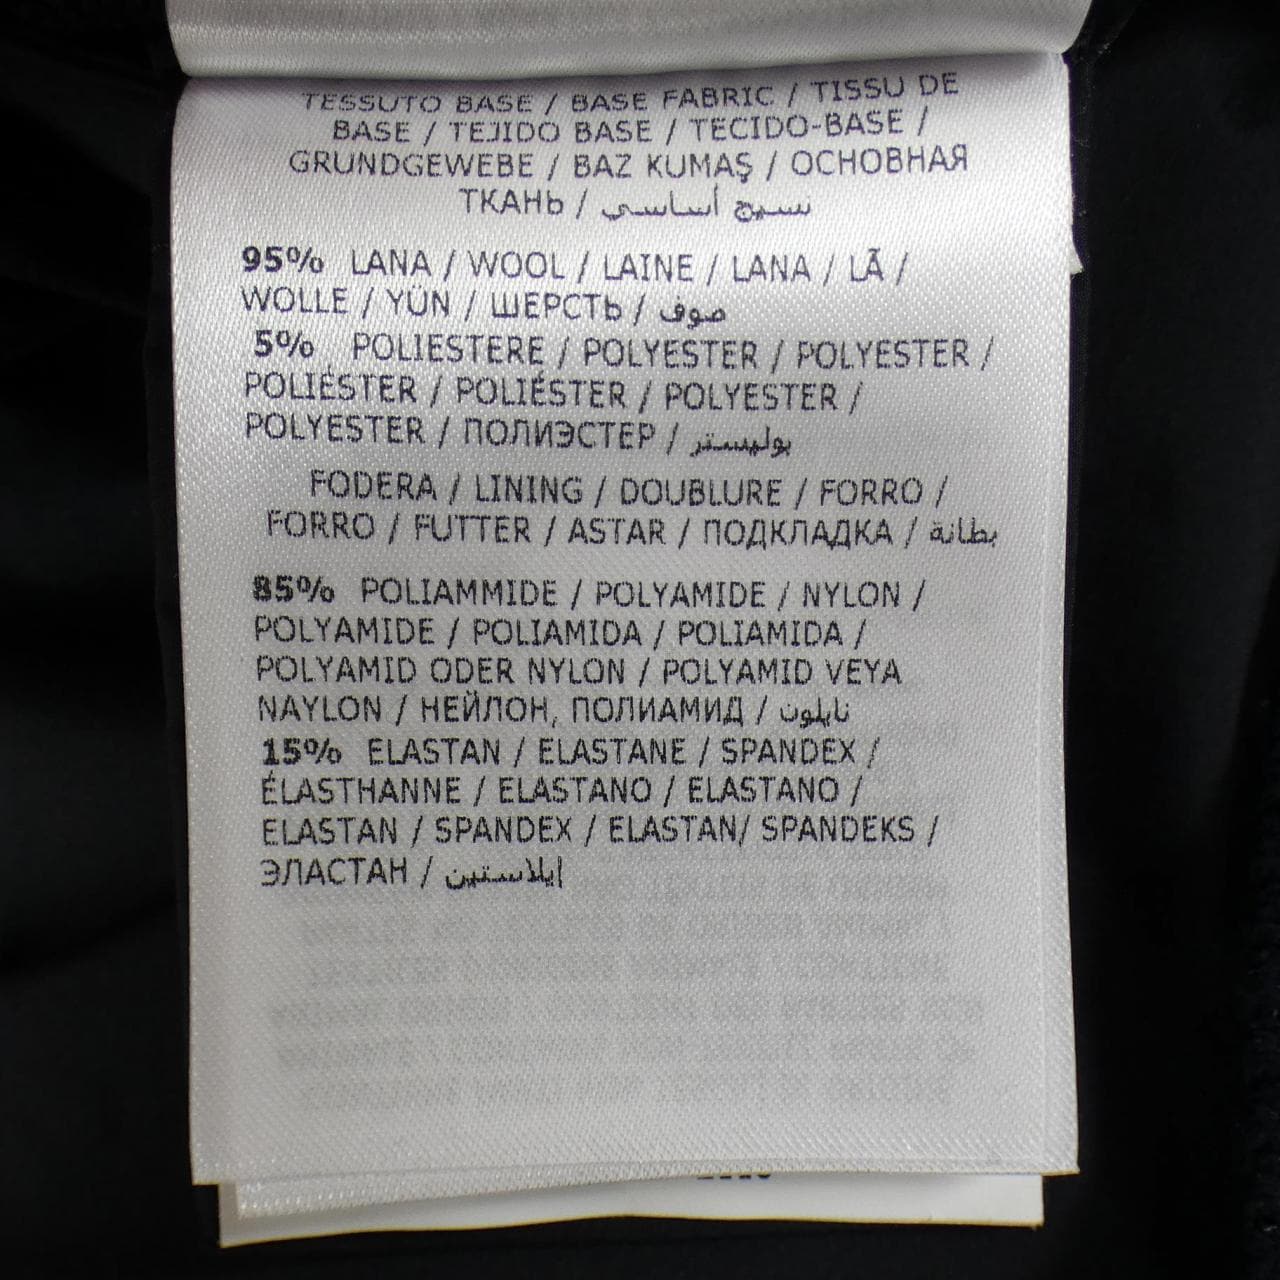 TESSUTO BASE / BASE FABRIC / TISSU DE
BASE / TEJIDO BASE / TECIDO-BASE /
GRUNDGEWEBE / BAZ KUMAŞ / ОСНОВНАЯ
ТКАНЬ / نسيج أساسي
95% LANA / WOOL / LAINE / LANA / LÃ /
WOLLE / YÜN / ШЕРСТЬ / صوف
5% POLIESTERE / POLYESTER / POLYESTER /
POLIÉSTER / POLIÉSTER / POLYESTER /
POLYESTER / ПОЛИЭСТЕР / بوليستر
FODERA / LINING / DOUBLURE / FORRO /
FORRO / FUTTER / ASTAR / ПОДКЛАДКА / بطانة
85% POLIAMMIDE / POLYAMIDE / NYLON /
POLYAMIDE / POLIAMIDA / POLIAMIDA /
POLYAMID ODER NYLON / POLYAMID VEYA
NAYLON / НЕЙЛОН, ПОЛИАМИД / نايلون
15% ELASTAN / ELASTANE / SPANDEX /
ÉLASTHANNE / ELASTANO / ELASTANO /
ELASTAN / SPANDEX / ELASTAN/ SPANDEKS /
ЭЛАСТАН / إيلاستين